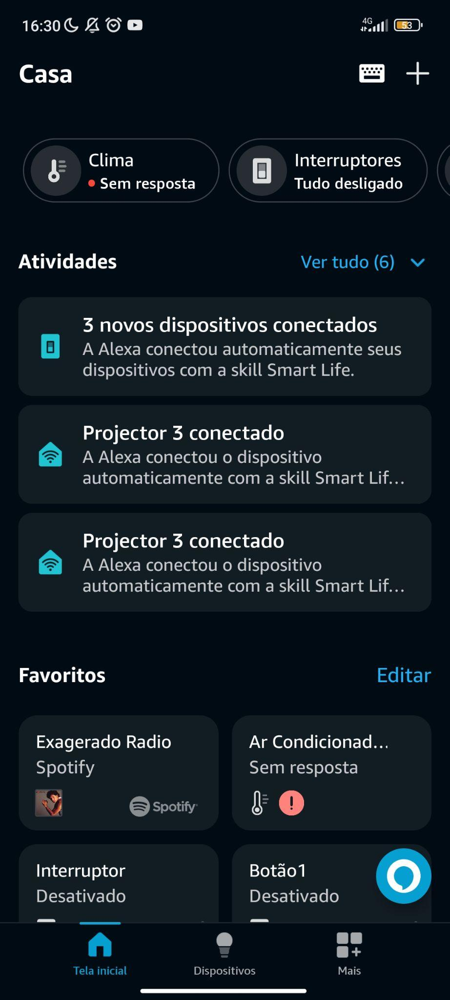 16:30
4G
53
Casa
Clima
Sem resposta
Interruptores
Tudo desligado
Atividades
Ver tudo (6)
3 novos dispositivos conectados
A Alexa conectou automaticamente seus
dispositivos com a skill Smart Life.
Projector 3 conectado
A Alexa conectou o dispositivo
automaticamente com a skill Smart Lif...
Projector 3 conectado
A Alexa conectou o dispositivo
automaticamente com a skill Smart Lif...
Favoritos
Editar
Exagerado Radio
Spotify
Spotify
Ar Condicionad...
Sem resposta
Interruptor
Desativado
Botão1
Desativado
Tela inicial
Dispositivos
Mais